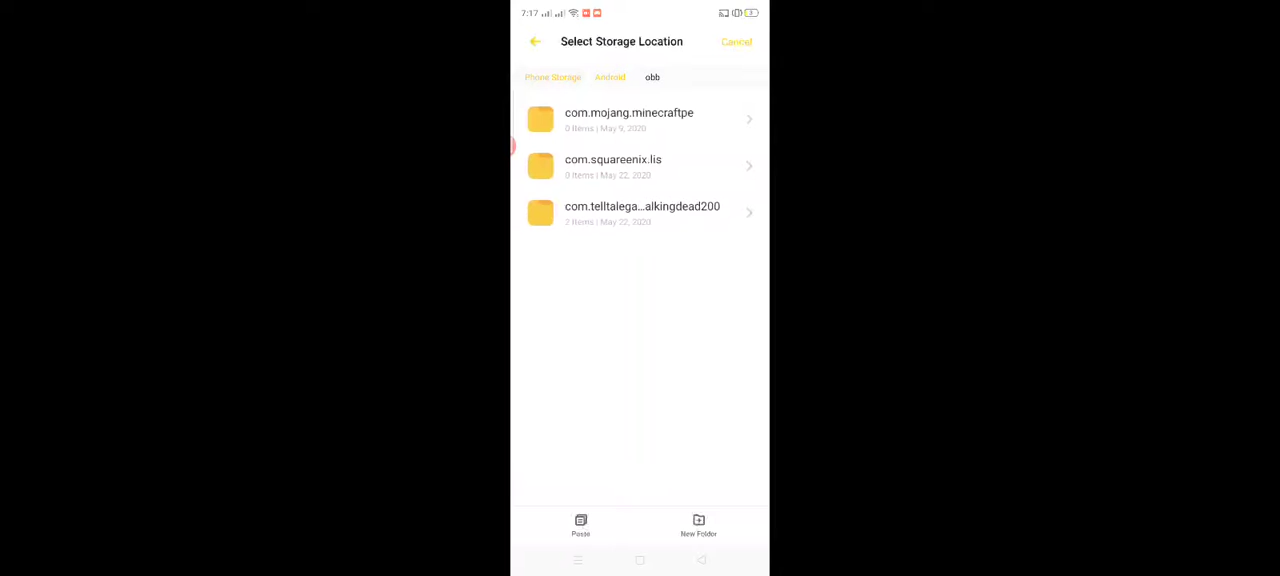 7:17
Select Storage Location
Cancel
Phone Storage Android obb
com.mojang.minecraftpe
0 Items | May 9, 2020
com.squareenix.lis
0 Items | May 22, 2020
com.telltalega...alkingdead200
2 Items | May 22, 2020
Paste New Folder